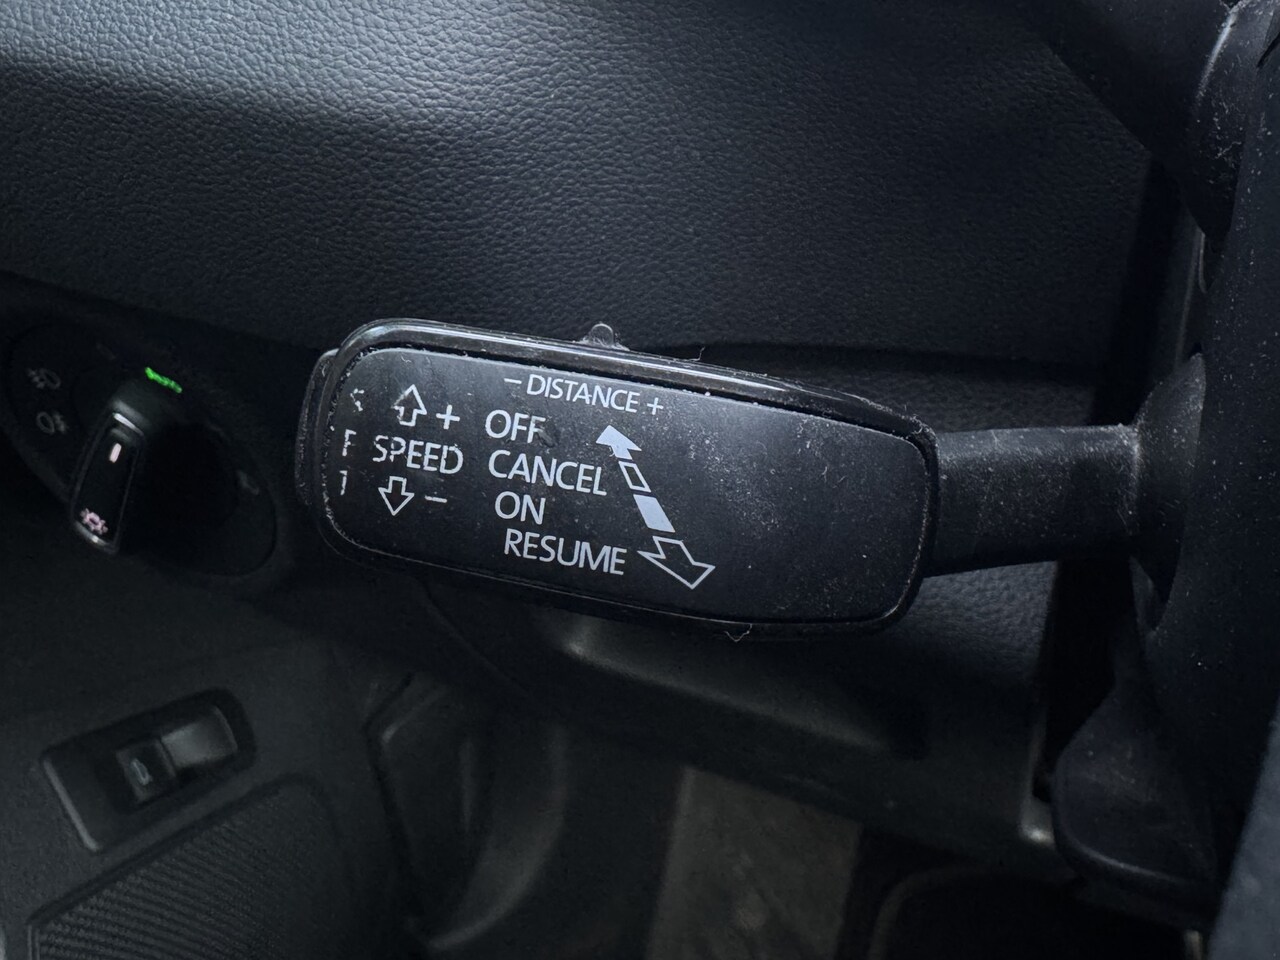 - DISTANCE +
+ OFF
SPEED CANCEL
- ON
RESUME